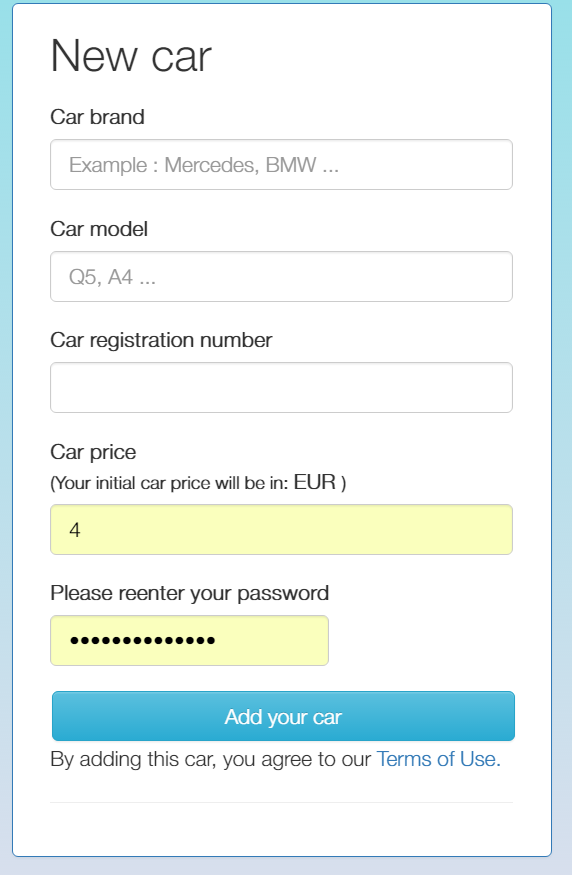 New car
Car brand
Example : Mercedes, BMW ...
Car model
Q5, A4 ...
Car registration number
Car price
(Your initial car price will be in: EUR )
4
Please reenter your password
••••••••••••••
Add your car
By adding this car, you agree to our Terms of Use.